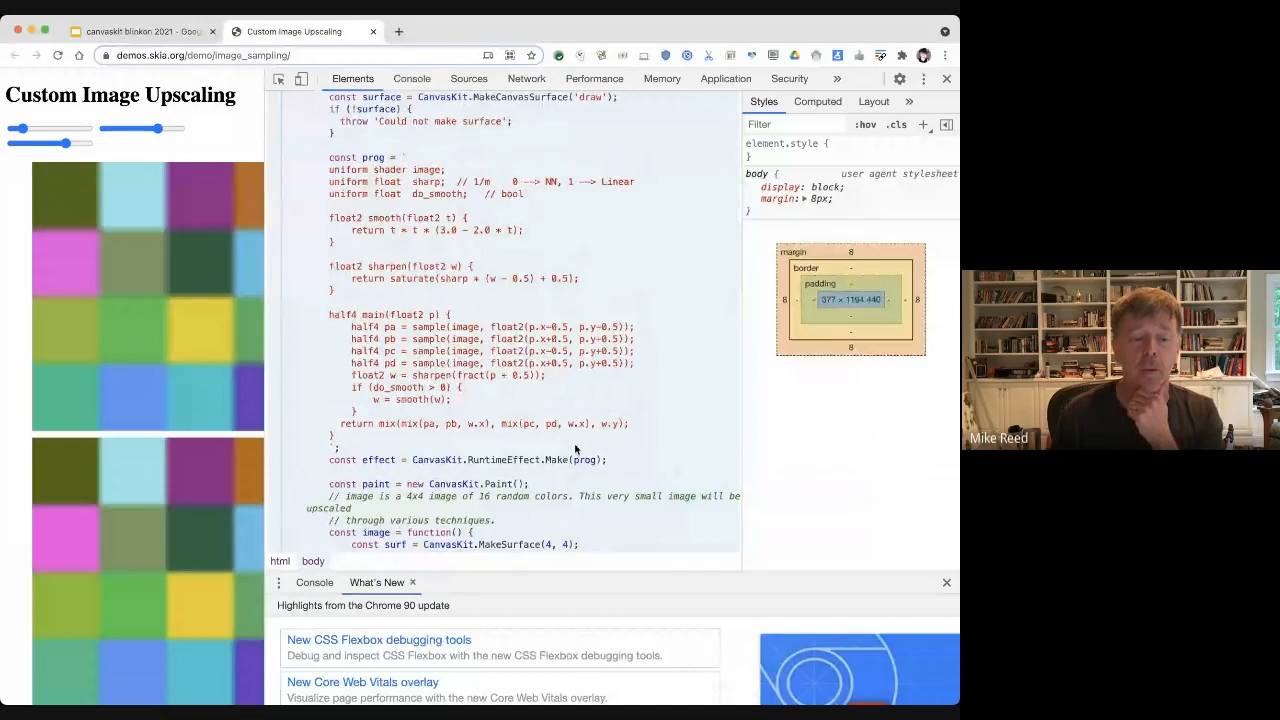 canvaskit blinkon 2021 - Goo
Custom Image Upscaling
demos.skia.org/demo/image_sampling/
Custom Image Upscaling
Elements Console Sources Network Performance Memory Application Security
const surface = CanvasKit.MakeCanvasSurface('draw');
if (!surface) {
throw 'Could not make surface';
}
const prog = `
uniform shader image;
uniform float sharp; // 1/m 0 --> NN, 1 --> Linear
uniform float do_smooth; // bool
float2 smooth(float2 t) {
return t * t * (3.0 - 2.0 * t);
}
float2 sharpen(float2 w) {
return saturate(sharp * (w - 0.5) + 0.5);
}
half4 main(float2 p) {
half4 pa = sample(image, float2(p.x-0.5, p.y-0.5));
half4 pb = sample(image, float2(p.x+0.5, p.y-0.5));
half4 pc = sample(image, float2(p.x-0.5, p.y+0.5));
half4 pd = sample(image, float2(p.x+0.5, p.y+0.5));
float2 w = sharpen(fract(p + 0.5));
if (do_smooth > 0) {
w = smooth(w);
}
return mix(mix(pa, pb, w.x), mix(pc, pd, w.x), w.y);
}
`;
const effect = CanvasKit.RuntimeEffect.Make(prog);
const paint = new CanvasKit.Paint();
// image is a 4x4 image of 16 random colors. This very small image will be
upscaled
// through various techniques.
const image = function() {
const surf = CanvasKit.MakeSurface(4, 4);
html body
Styles Computed Layout
Filter :hov .cls
element.style {
}
body { user agent stylesheet
display: block;
margin: 8px;
}
margin 8
border -
padding -
8 - - 377 × 1194.440 - - 8
-
-
8
Console What's New
Highlights from the Chrome 90 update
New CSS Flexbox debugging tools
Debug and inspect CSS Flexbox with the new CSS Flexbox debugging tools.
New Core Web Vitals overlay
Visualize page performance with the new Core Web Vitals overlay.
Mike Reed